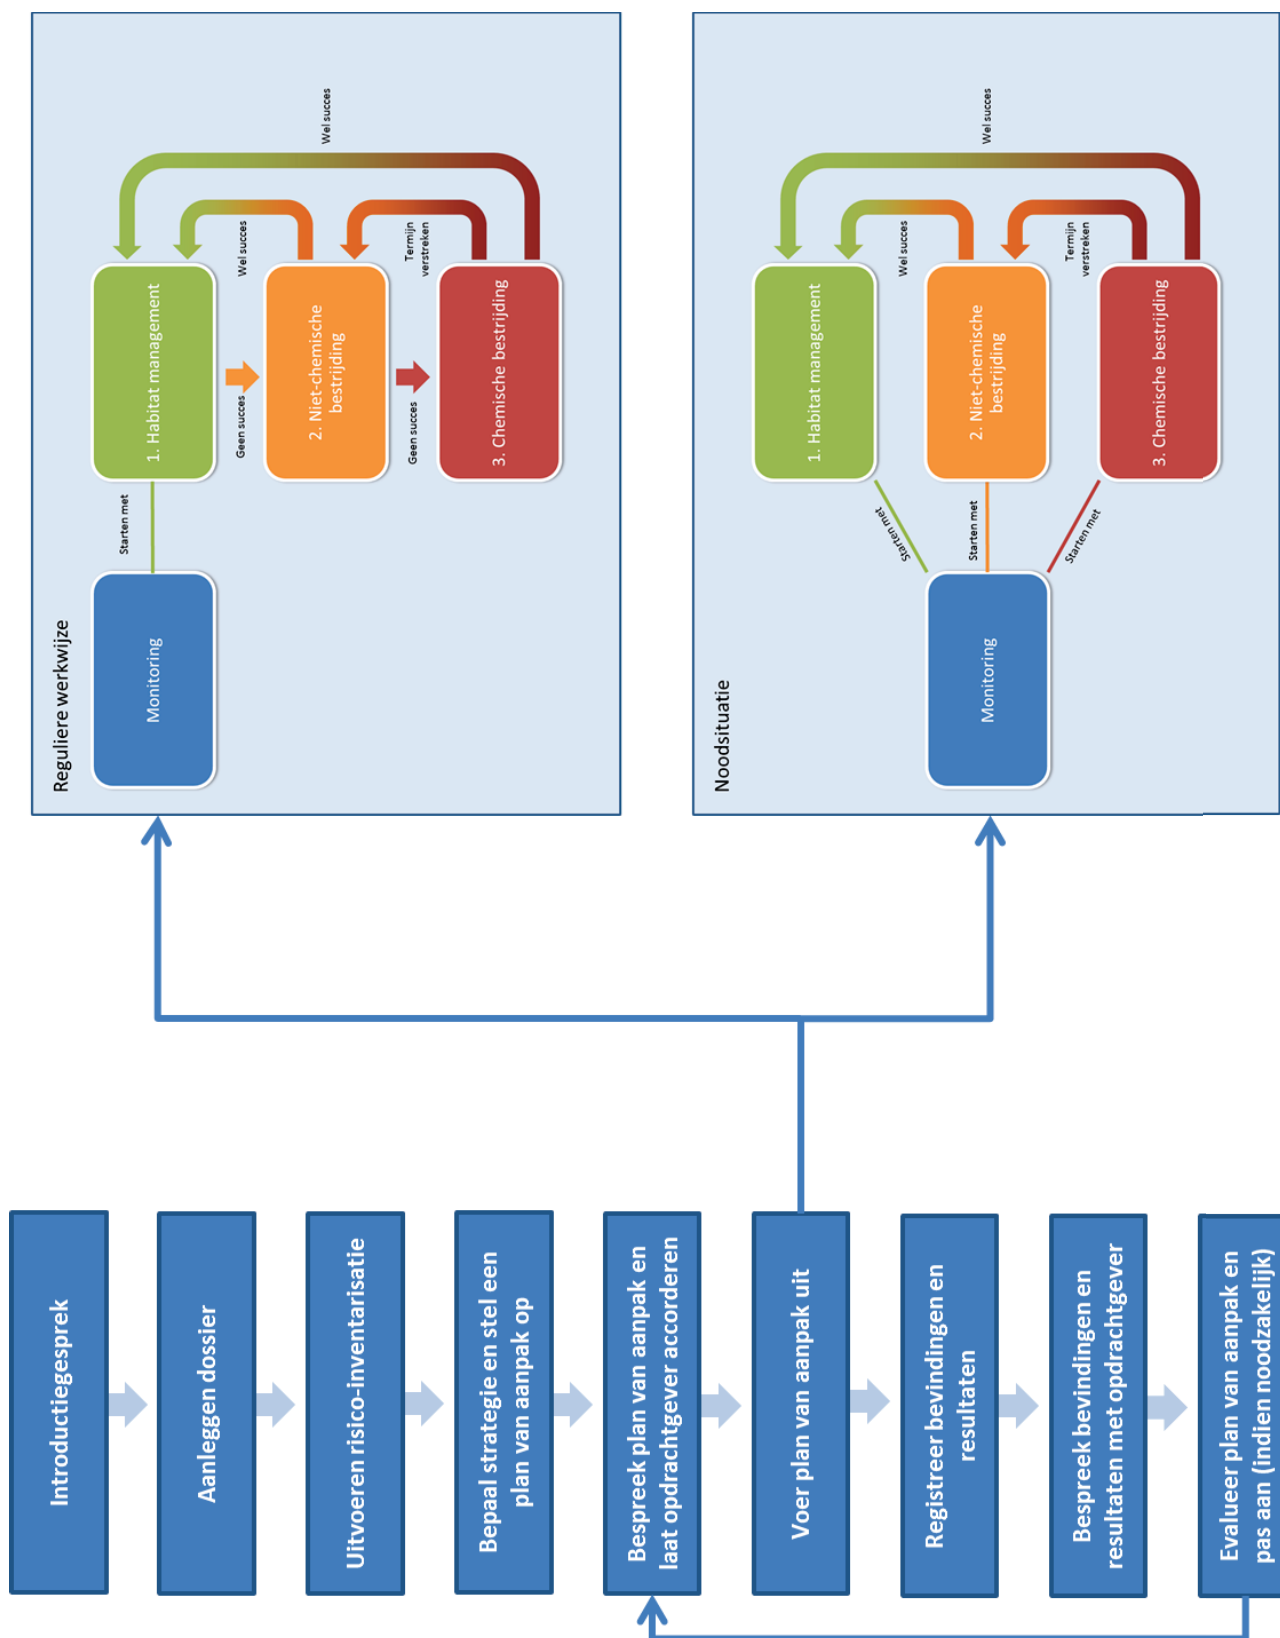 Introductiegesprek
Aanleggen dossier
Uitvoeren risico-inventarisatie
Bepaal strategie en stel een
plan van aanpak op
Bespreek plan van aanpak en
laat opdrachtgever accorderen
Voer plan van aanpak uit
Registreer bevindingen en
resultaten
Bespreek bevindingen en
resultaten met opdrachtgever
Evalueer plan van aanpak en
pas aan (indien noodzakelijk)
Reguliere werkwijze
Monitoring
Starten met
1. Habitat management
Geen succes
Wel succes
2. Niet-chemische
bestrijding
Geen succes
Termijn
verstreken
3. Chemische bestrijding
Wel succes
Noodsituatie
Monitoring
Starten met
Starten met
Starten met
1. Habitat management
Wel succes
2. Niet-chemische
bestrijding
Termijn
verstreken
3. Chemische bestrijding
Wel succes